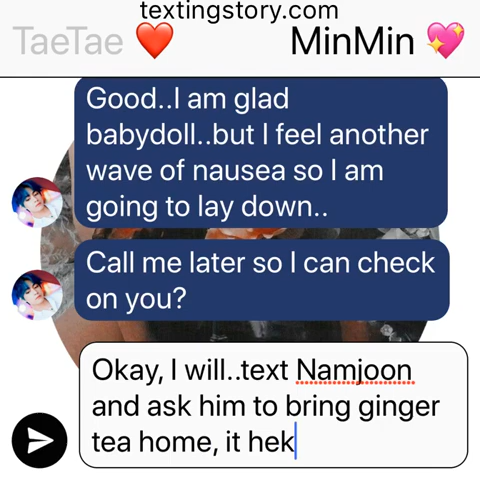 textingstory.com
TaeTae ❤️ MinMin 💖
Good..I am glad
babydoll..but I feel another
wave of nausea so I am
going to lay down..
Call me later so I can check
on you?
Okay, I will..text Namjoon
and ask him to bring ginger
tea home, it hek